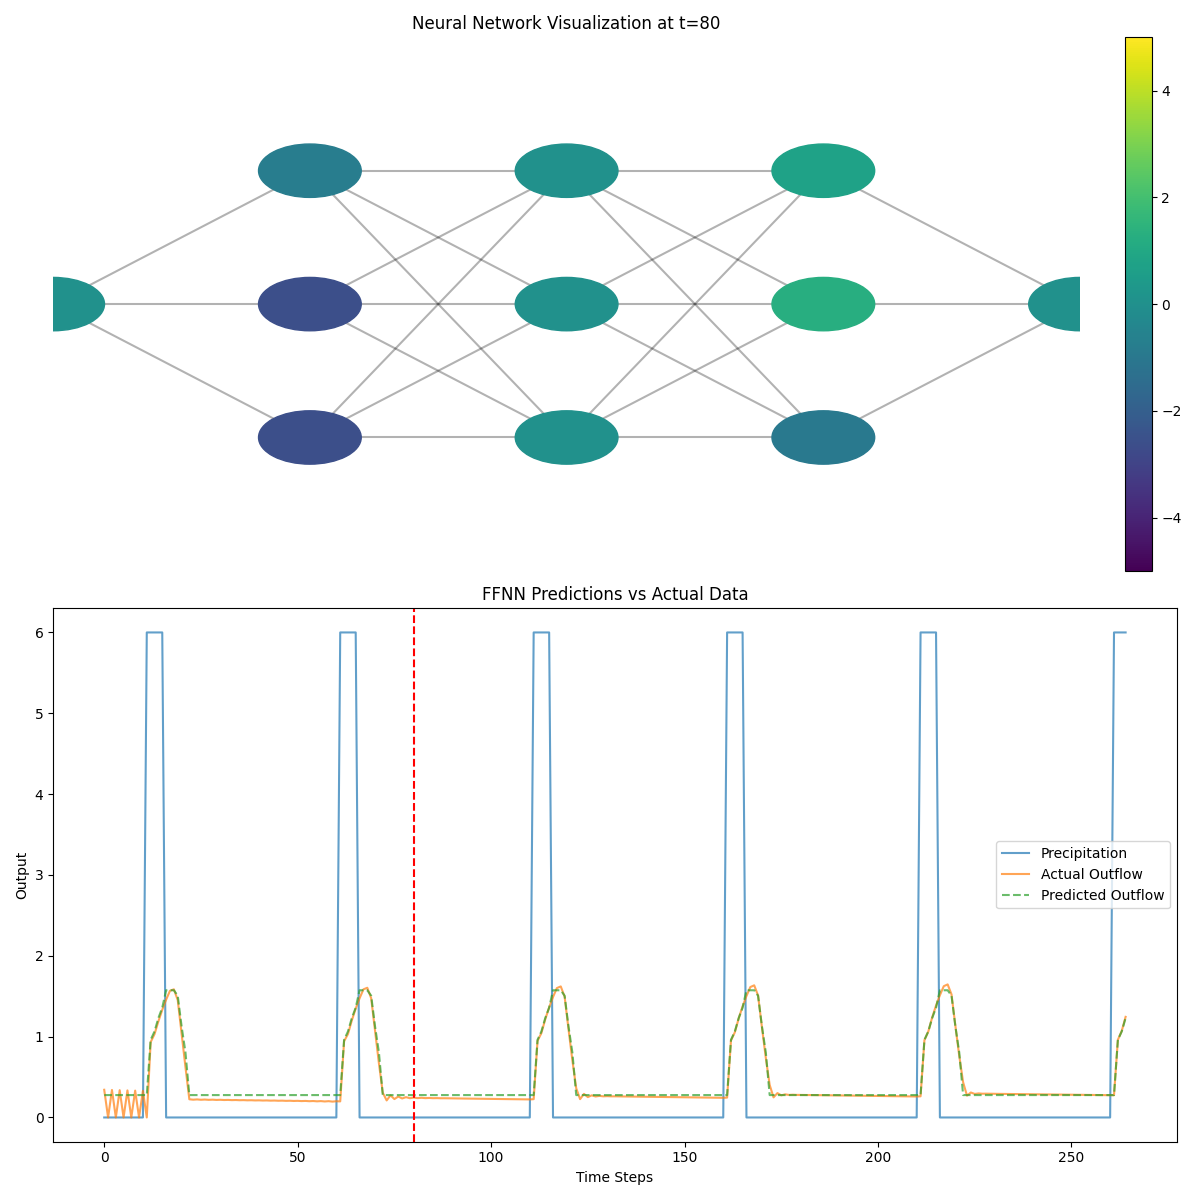 Neural Network Visualization at t=80
4
2
0
−2
−4
FFNN Predictions vs Actual Data
6
5
4
3
2
1
0
Output
Precipitation
Actual Outflow
Predicted Outflow
0 50 100 150 200 250
Time Steps